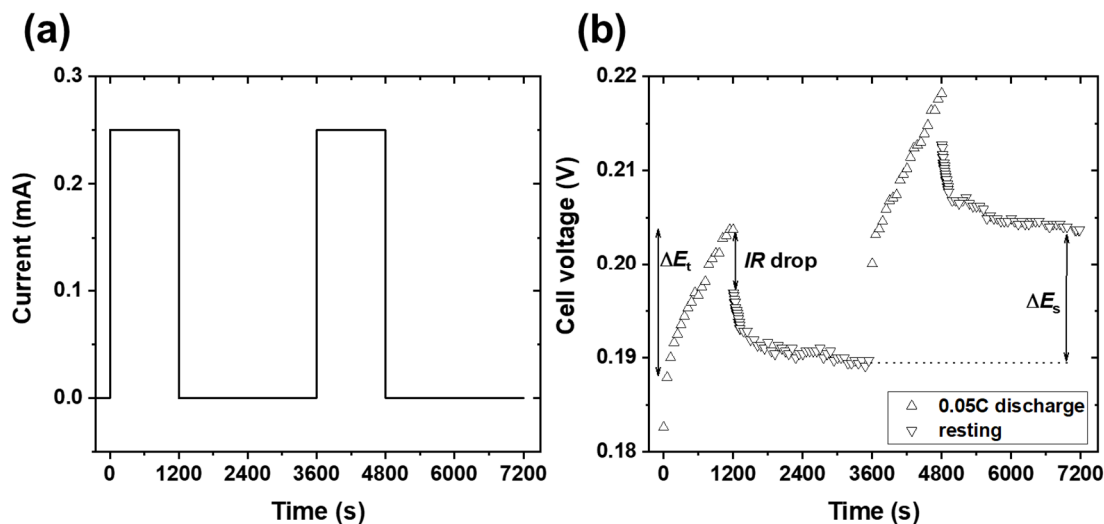 (a)
Current (mA)
0.3
0.2
0.1
0.0
0 1200 2400 3600 4800 6000 7200
Time (s)
(b)
Cell voltage (V)
0.22
0.21
0.20
0.19
0.18
ΔEt
IR drop
ΔEs
0.05C discharge
resting
0 1200 2400 3600 4800 6000 7200
Time (s)